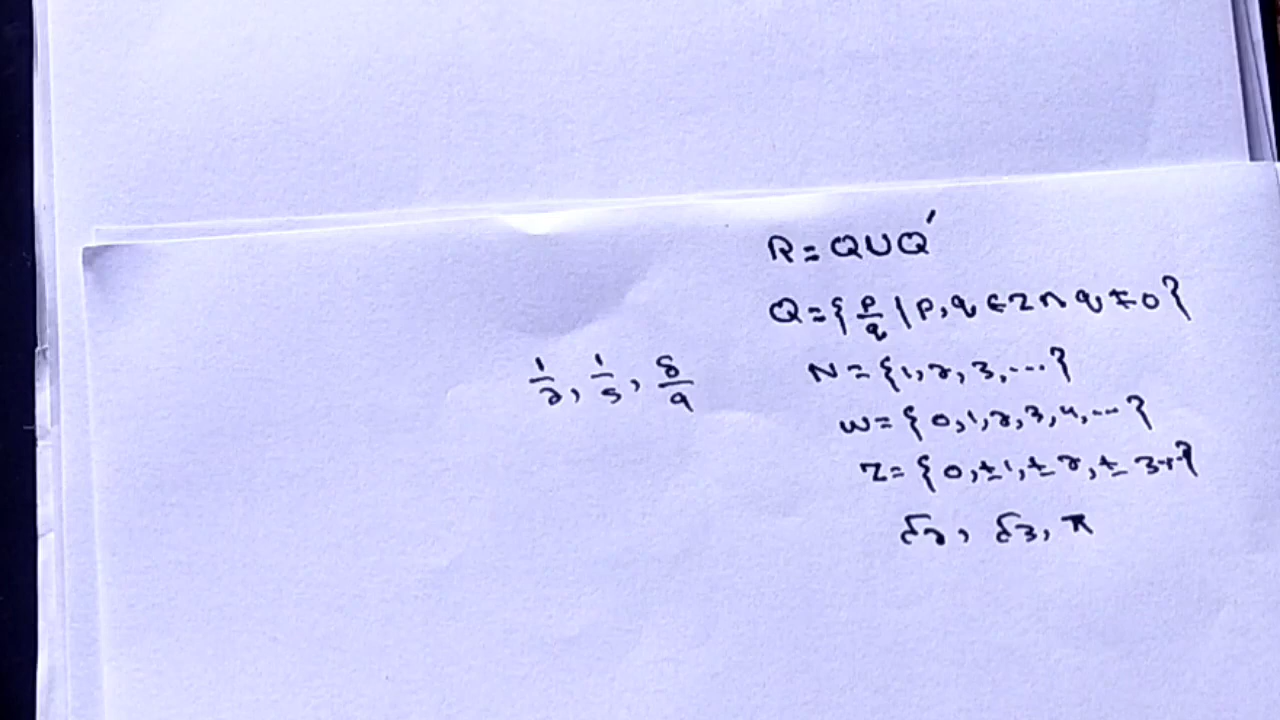 R = Q ∪ Q'
Q = { p/q | p, q ∈ Z ∧ q ≠ 0 }
N = {1, 2, 3, ...}
1/2, 1/5, 8/9
W = { 0, 1, 2, 3, 4, ... }
Z = { 0, ±1, ±2, ±3, ... }
√2, √3, π